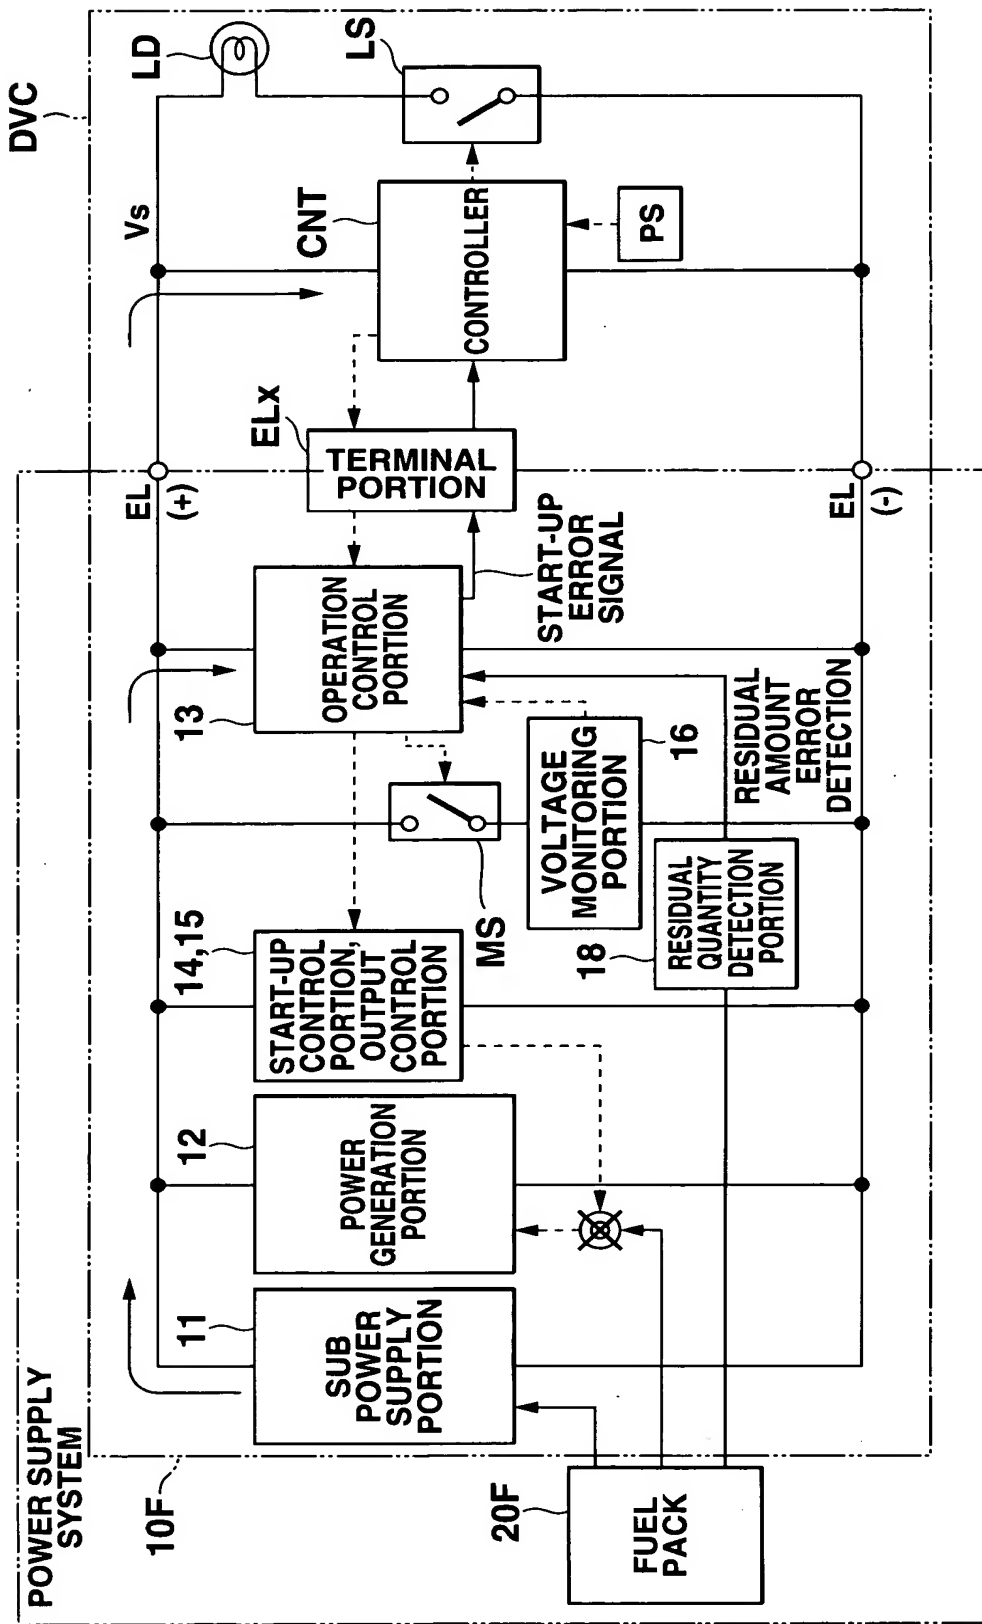 POWER SUPPLY
SYSTEM
DVC
10F
20F
FUEL
PACK
11
SUB
POWER
SUPPLY
PORTION
12
POWER
GENERATION
PORTION
14,15
START-UP
CONTROL
PORTION,
OUTPUT
CONTROL
PORTION
MS
13
OPERATION
CONTROL
PORTION
VOLTAGE
MONITORING
PORTION
16
18
RESIDUAL
QUANTITY
DETECTION
PORTION
RESIDUAL
AMOUNT
ERROR
DETECTION
START-UP
ERROR
SIGNAL
EL
(+)
ELx
TERMINAL
PORTION
EL
(-)
Vs
CNT
CONTROLLER
PS
LD
LS